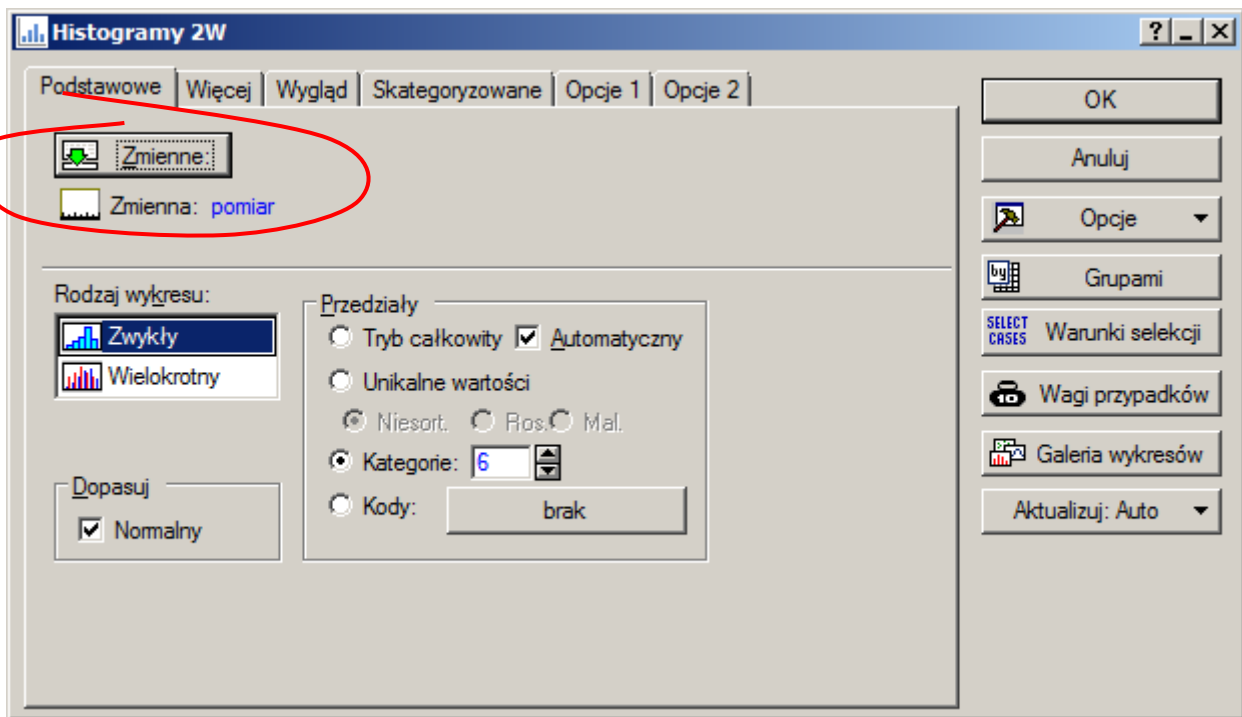 Histogramy 2W
Podstawowe Więcej Wygląd Skategoryzowane Opcje 1 Opcje 2
Zmienne:
Zmienna: pomiar
Rodzaj wykresu:
Zwykły
Wielokrotny
Dopasuj
Normalny
Przedziały
Tryb całkowity Automatyczny
Unikalne wartości
Niesort. Ros. Mal.
Kategorie: 6
Kody: brak
OK
Anuluj
Opcje
by Grupami
SELECT CASES Warunki selekcji
Wagi przypadków
Galeria wykresów
Aktualizuj: Auto